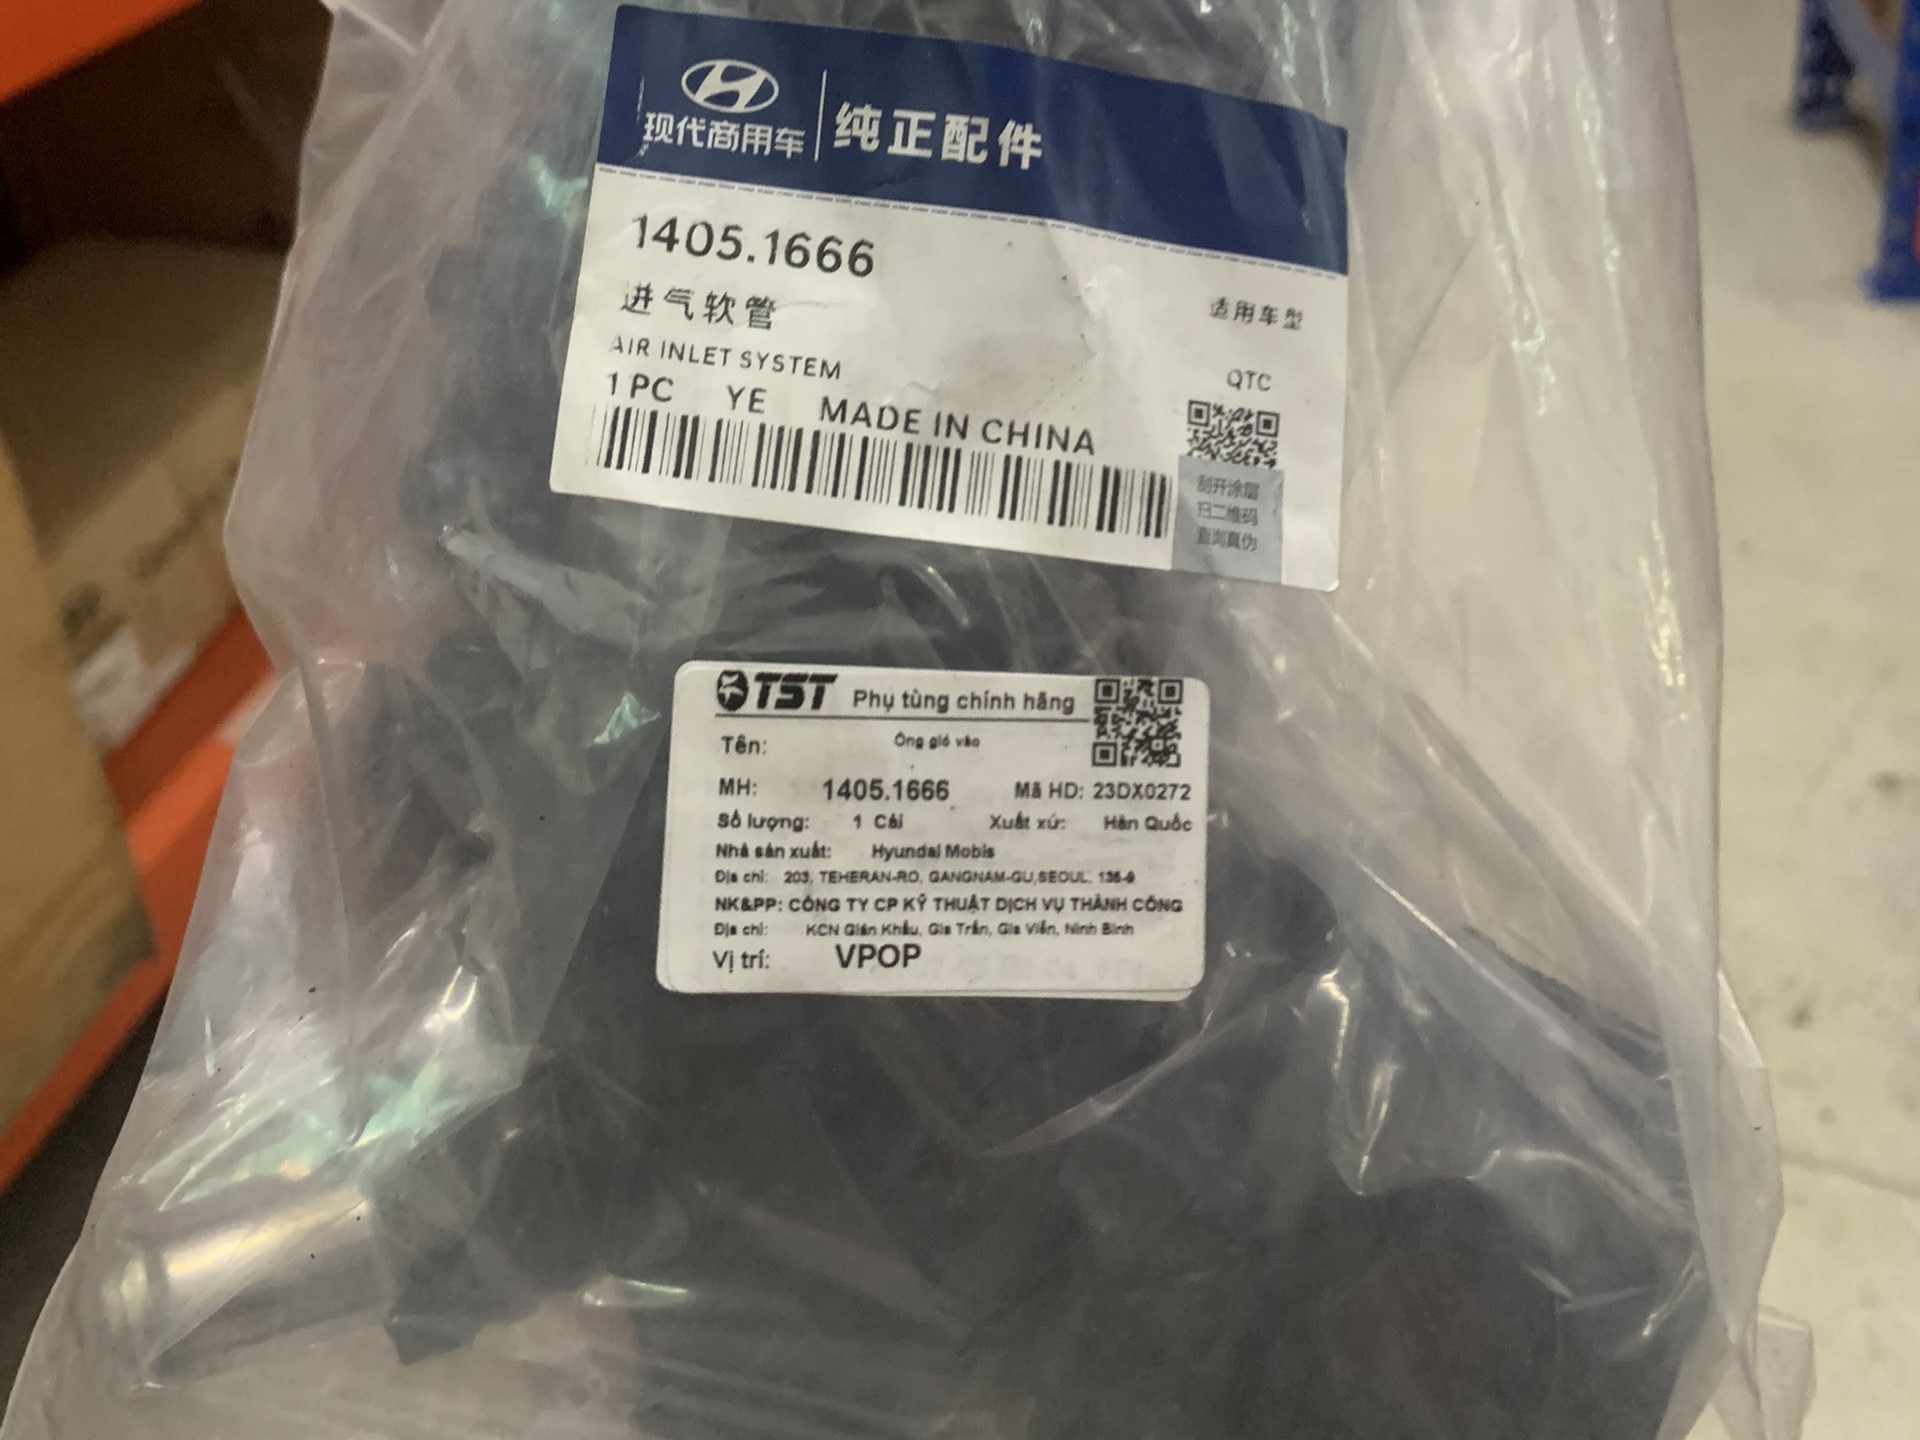 现代商用车 纯正配件
1405.1666
进气软管
适用车型
AIR INLET SYSTEM
QTC
1 PC YE MADE IN CHINA
刮开涂层
扫二维码
查询真伪
TST Phụ tùng chính hãng
Tên: Ống gió vào
MH: 1405.1666 Mã HD: 23DX0272
Số lượng: 1 Cái Xuất xứ: Hàn Quốc
Nhà sản xuất: Hyundai Mobis
Địa chỉ: 203, TEHERAN-RO, GANGNAM-GU,SEOUL. 135-9
NK&PP: CÔNG TY CP KỸ THUẬT DỊCH VỤ THÀNH CÔNG
Địa chỉ: KCN Gián Khẩu, Gia Trấn, Gia Viễn, Ninh Bình
Vị trí: VPOP